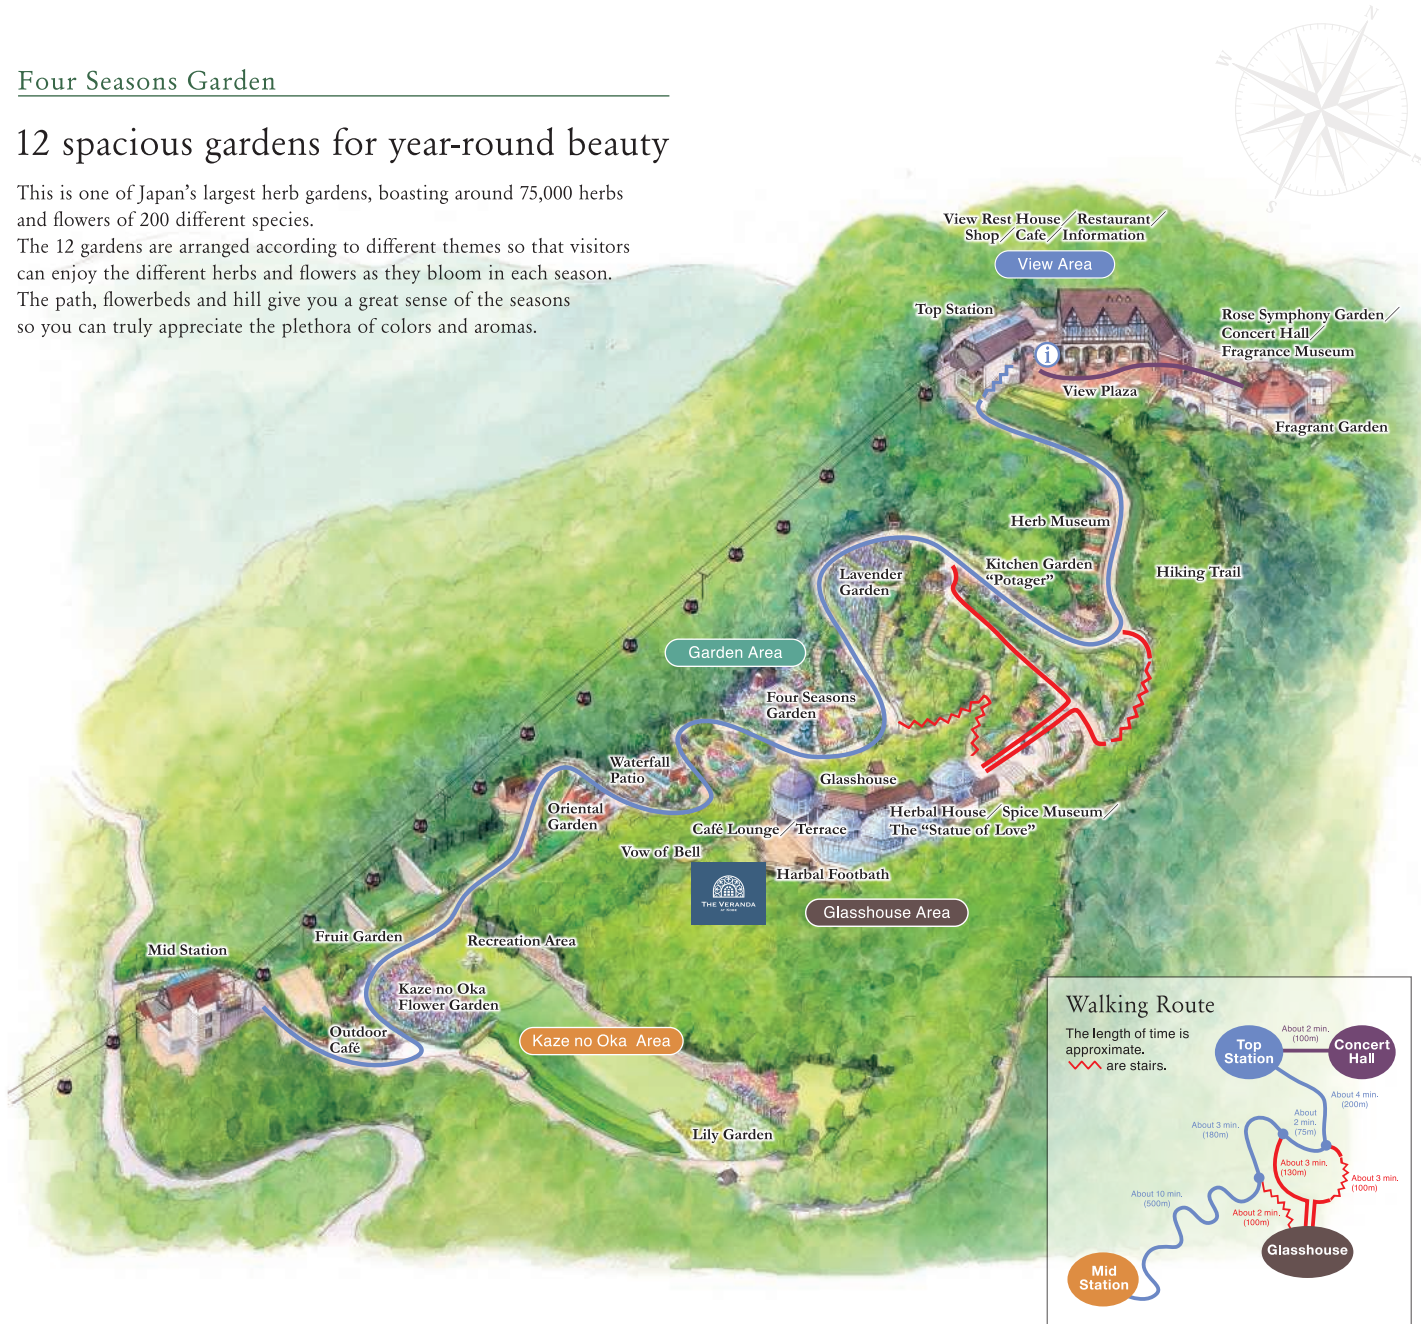 Four Seasons Garden
12 spacious gardens for year-round beauty
This is one of Japan's largest herb gardens, boasting around 75,000 herbs
and flowers of 200 different species.
The 12 gardens are arranged according to different themes so that visitors
can enjoy the different herbs and flowers as they bloom in each season.
The path, flowerbeds and hill give you a great sense of the seasons
so you can truly appreciate the plethora of colors and aromas.
N
W
S
View Rest House／Restaurant／
Shop／Cafe／Information
View Area
Top Station
Rose Symphony Garden／
Concert Hall／
Fragrance Museum
i
View Plaza
Fragrant Garden
Herb Museum
Kitchen Garden
"Potager"
Hiking Trail
Lavender
Garden
Garden Area
Four Seasons
Garden
Waterfall
Patio
Glasshouse
Oriental
Garden
Herbal House／Spice Museum／
The "Statue of Love"
Café Lounge／Terrace
Vow of Bell
Harbal Footbath
THE VERANDA
Glasshouse Area
Fruit Garden
Recreation Area
Mid Station
Kaze no Oka
Flower Garden
Outdoor
Café
Kaze no Oka Area
Lily Garden
Walking Route
The length of time is
approximate.
are stairs.
Top
Station
About 2 min.
(100m)
Concert
Hall
About 4 min.
(200m)
About
2 min.
(75m)
About 3 min.
(180m)
About 3 min.
(130m)
About 3 min.
(100m)
About 10 min.
(500m)
About 2 min.
(100m)
Glasshouse
Mid
Station